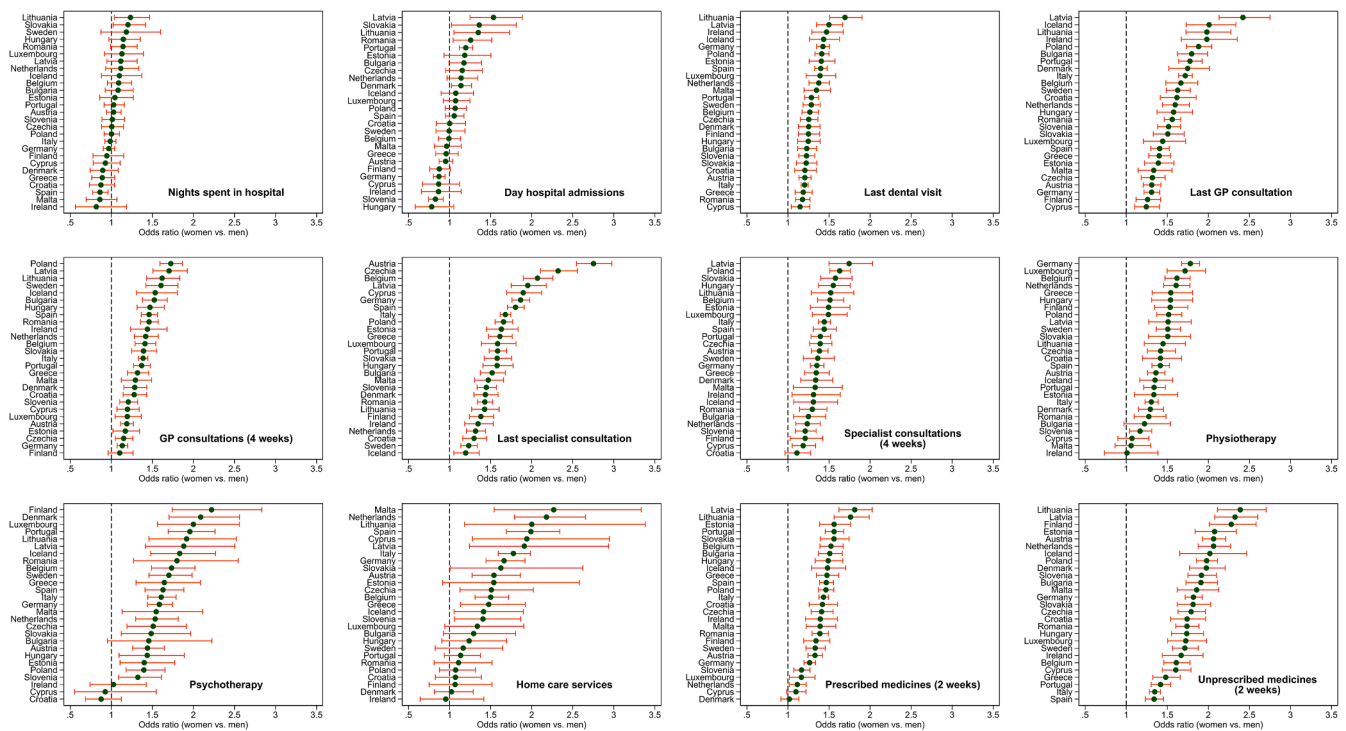 Lithuania
Slovakia
Sweden
Hungary
Romania
Luxembourg
Latvia
Netherlands
Iceland
Belgium
Bulgaria
Estonia
Portugal
Austria
Slovenia
Czechia
Poland
Italy
Germany
Finland
Cyprus
Denmark
Greece
Croatia
Spain
Malta
Ireland
Nights spent in hospital
.5 1 1.5 2 2.5 3 3.5
Odds ratio (women vs. men)
Latvia
Slovakia
Lithuania
Romania
Portugal
Estonia
Bulgaria
Czechia
Netherlands
Denmark
Iceland
Luxembourg
Poland
Spain
Croatia
Sweden
Belgium
Malta
Greece
Austria
Finland
Germany
Cyprus
Ireland
Slovenia
Hungary
Day hospital admissions
.5 1 1.5 2 2.5 3 3.5
Odds ratio (women vs. men)
Lithuania
Latvia
Ireland
Iceland
Germany
Poland
Estonia
Spain
Luxembourg
Netherlands
Malta
Portugal
Sweden
Belgium
Czechia
Denmark
Finland
Hungary
Bulgaria
Slovenia
Slovakia
Croatia
Austria
Italy
Greece
Romania
Cyprus
Last dental visit
.5 1 1.5 2 2.5 3 3.5
Odds ratio (women vs. men)
Latvia
Iceland
Lithuania
Ireland
Poland
Bulgaria
Portugal
Denmark
Italy
Belgium
Sweden
Croatia
Netherlands
Hungary
Romania
Slovenia
Slovakia
Luxembourg
Spain
Greece
Estonia
Malta
Czechia
Austria
Germany
Finland
Cyprus
Last GP consultation
.5 1 1.5 2 2.5 3 3.5
Odds ratio (women vs. men)
Poland
Latvia
Lithuania
Sweden
Iceland
Bulgaria
Hungary
Spain
Romania
Ireland
Netherlands
Belgium
Slovakia
Italy
Portugal
Greece
Malta
Denmark
Croatia
Slovenia
Cyprus
Luxembourg
Austria
Estonia
Czechia
Germany
Finland
GP consultations (4 weeks)
.5 1 1.5 2 2.5 3 3.5
Odds ratio (women vs. men)
Austria
Czechia
Belgium
Latvia
Cyprus
Germany
Spain
Italy
Poland
Estonia
Greece
Luxembourg
Portugal
Slovakia
Hungary
Bulgaria
Malta
Slovenia
Denmark
Romania
Lithuania
Finland
Ireland
Netherlands
Croatia
Sweden
Iceland
Last specialist consultation
.5 1 1.5 2 2.5 3 3.5
Odds ratio (women vs. men)
Latvia
Poland
Slovakia
Hungary
Lithuania
Belgium
Estonia
Luxembourg
Italy
Spain
Portugal
Czechia
Austria
Sweden
Germany
Greece
Denmark
Malta
Ireland
Iceland
Romania
Bulgaria
Netherlands
Slovenia
Finland
Cyprus
Croatia
Specialist consultations
(4 weeks)
.5 1 1.5 2 2.5 3 3.5
Odds ratio (women vs. men)
Germany
Luxembourg
Belgium
Netherlands
Greece
Hungary
Finland
Poland
Latvia
Sweden
Slovakia
Lithuania
Czechia
Croatia
Spain
Austria
Iceland
Portugal
Estonia
Italy
Denmark
Romania
Bulgaria
Slovenia
Cyprus
Malta
Ireland
Physiotherapy
.5 1 1.5 2 2.5 3 3.5
Odds ratio (women vs. men)
Finland
Denmark
Luxembourg
Portugal
Lithuania
Latvia
Iceland
Romania
Belgium
Sweden
Greece
Spain
Italy
Germany
Malta
Netherlands
Czechia
Slovakia
Bulgaria
Austria
Hungary
Estonia
Poland
Slovenia
Ireland
Cyprus
Croatia
Psychotherapy
.5 1 1.5 2 2.5 3 3.5
Odds ratio (women vs. men)
Malta
Netherlands
Lithuania
Spain
Cyprus
Latvia
Italy
Germany
Slovakia
Austria
Estonia
Czechia
Belgium
Greece
Iceland
Slovenia
Luxembourg
Bulgaria
Hungary
Sweden
Portugal
Romania
Poland
Croatia
Finland
Denmark
Ireland
Home care services
.5 1 1.5 2 2.5 3 3.5
Odds ratio (women vs. men)
Latvia
Lithuania
Estonia
Portugal
Slovakia
Belgium
Bulgaria
Hungary
Iceland
Greece
Spain
Poland
Italy
Croatia
Czechia
Ireland
Malta
Romania
Finland
Sweden
Austria
Germany
Slovenia
Luxembourg
Netherlands
Cyprus
Denmark
Prescribed medicines (2 weeks)
.5 1 1.5 2 2.5 3 3.5
Odds ratio (women vs. men)
Lithuania
Latvia
Finland
Estonia
Austria
Netherlands
Iceland
Poland
Denmark
Slovenia
Bulgaria
Malta
Germany
Slovakia
Czechia
Croatia
Romania
Hungary
Luxembourg
Sweden
Ireland
Belgium
Cyprus
Greece
Portugal
Italy
Spain
Unprescribed medicines
(2 weeks)
.5 1 1.5 2 2.5 3 3.5
Odds ratio (women vs. men)